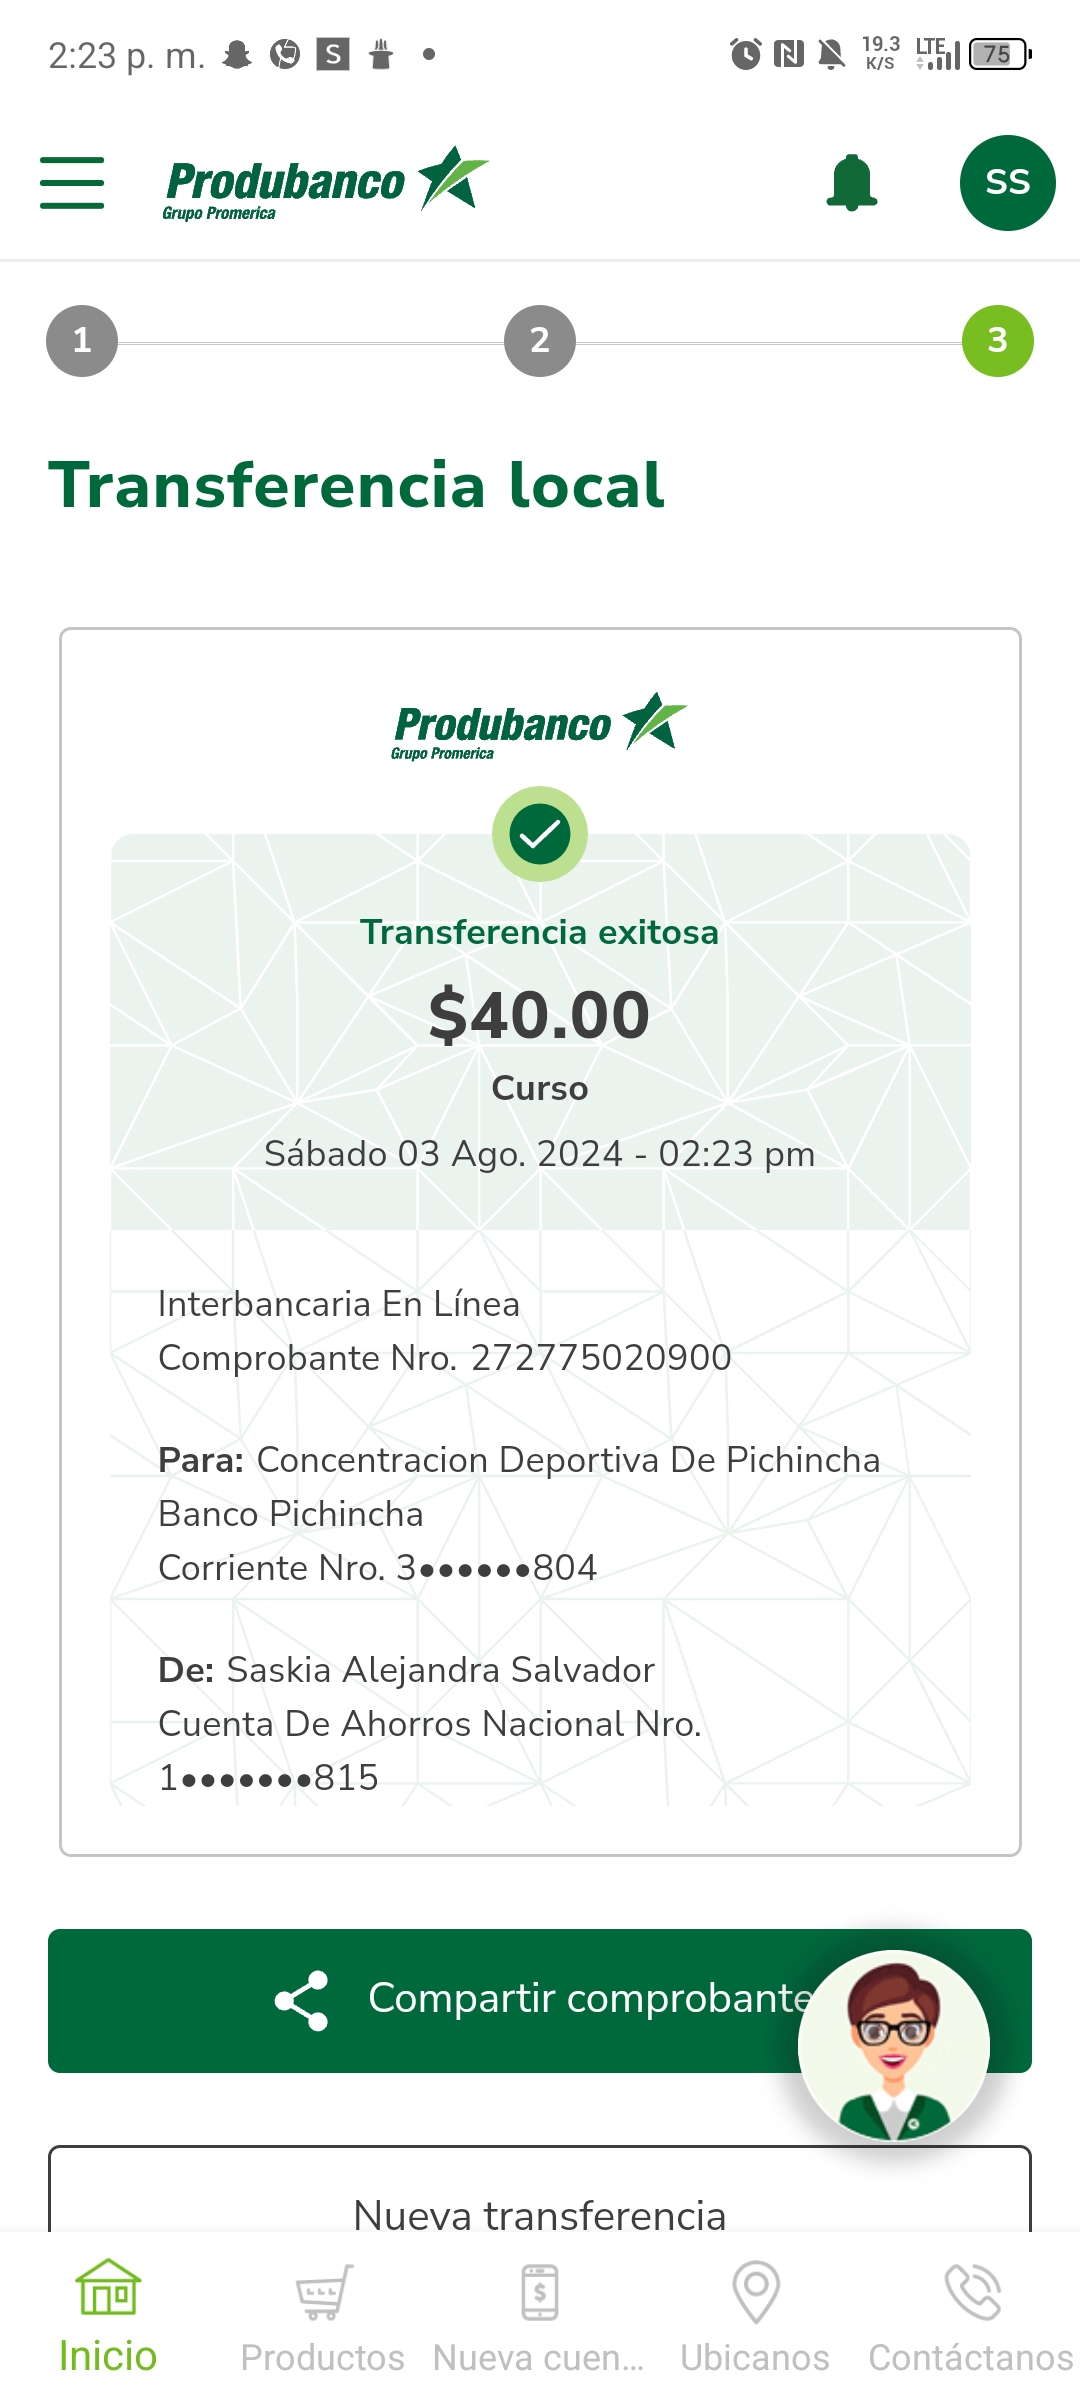 2:23 p. m. S 19.3 K/S LTE 75
Produbanco
Grupo Promerica
SS
1 2 3
Transferencia local
Produbanco
Grupo Promerica
Transferencia exitosa
$40.00
Curso
Sábado 03 Ago. 2024 - 02:23 pm
Interbancaria En Línea
Comprobante Nro. 272775020900
Para: Concentracion Deportiva De Pichincha
Banco Pichincha
Corriente Nro. 3●●●●●●804
De: Saskia Alejandra Salvador
Cuenta De Ahorros Nacional Nro.
1●●●●●●●815
Compartir comprobante
Nueva transferencia
Inicio Productos Nueva cuen... Ubicanos Contáctanos